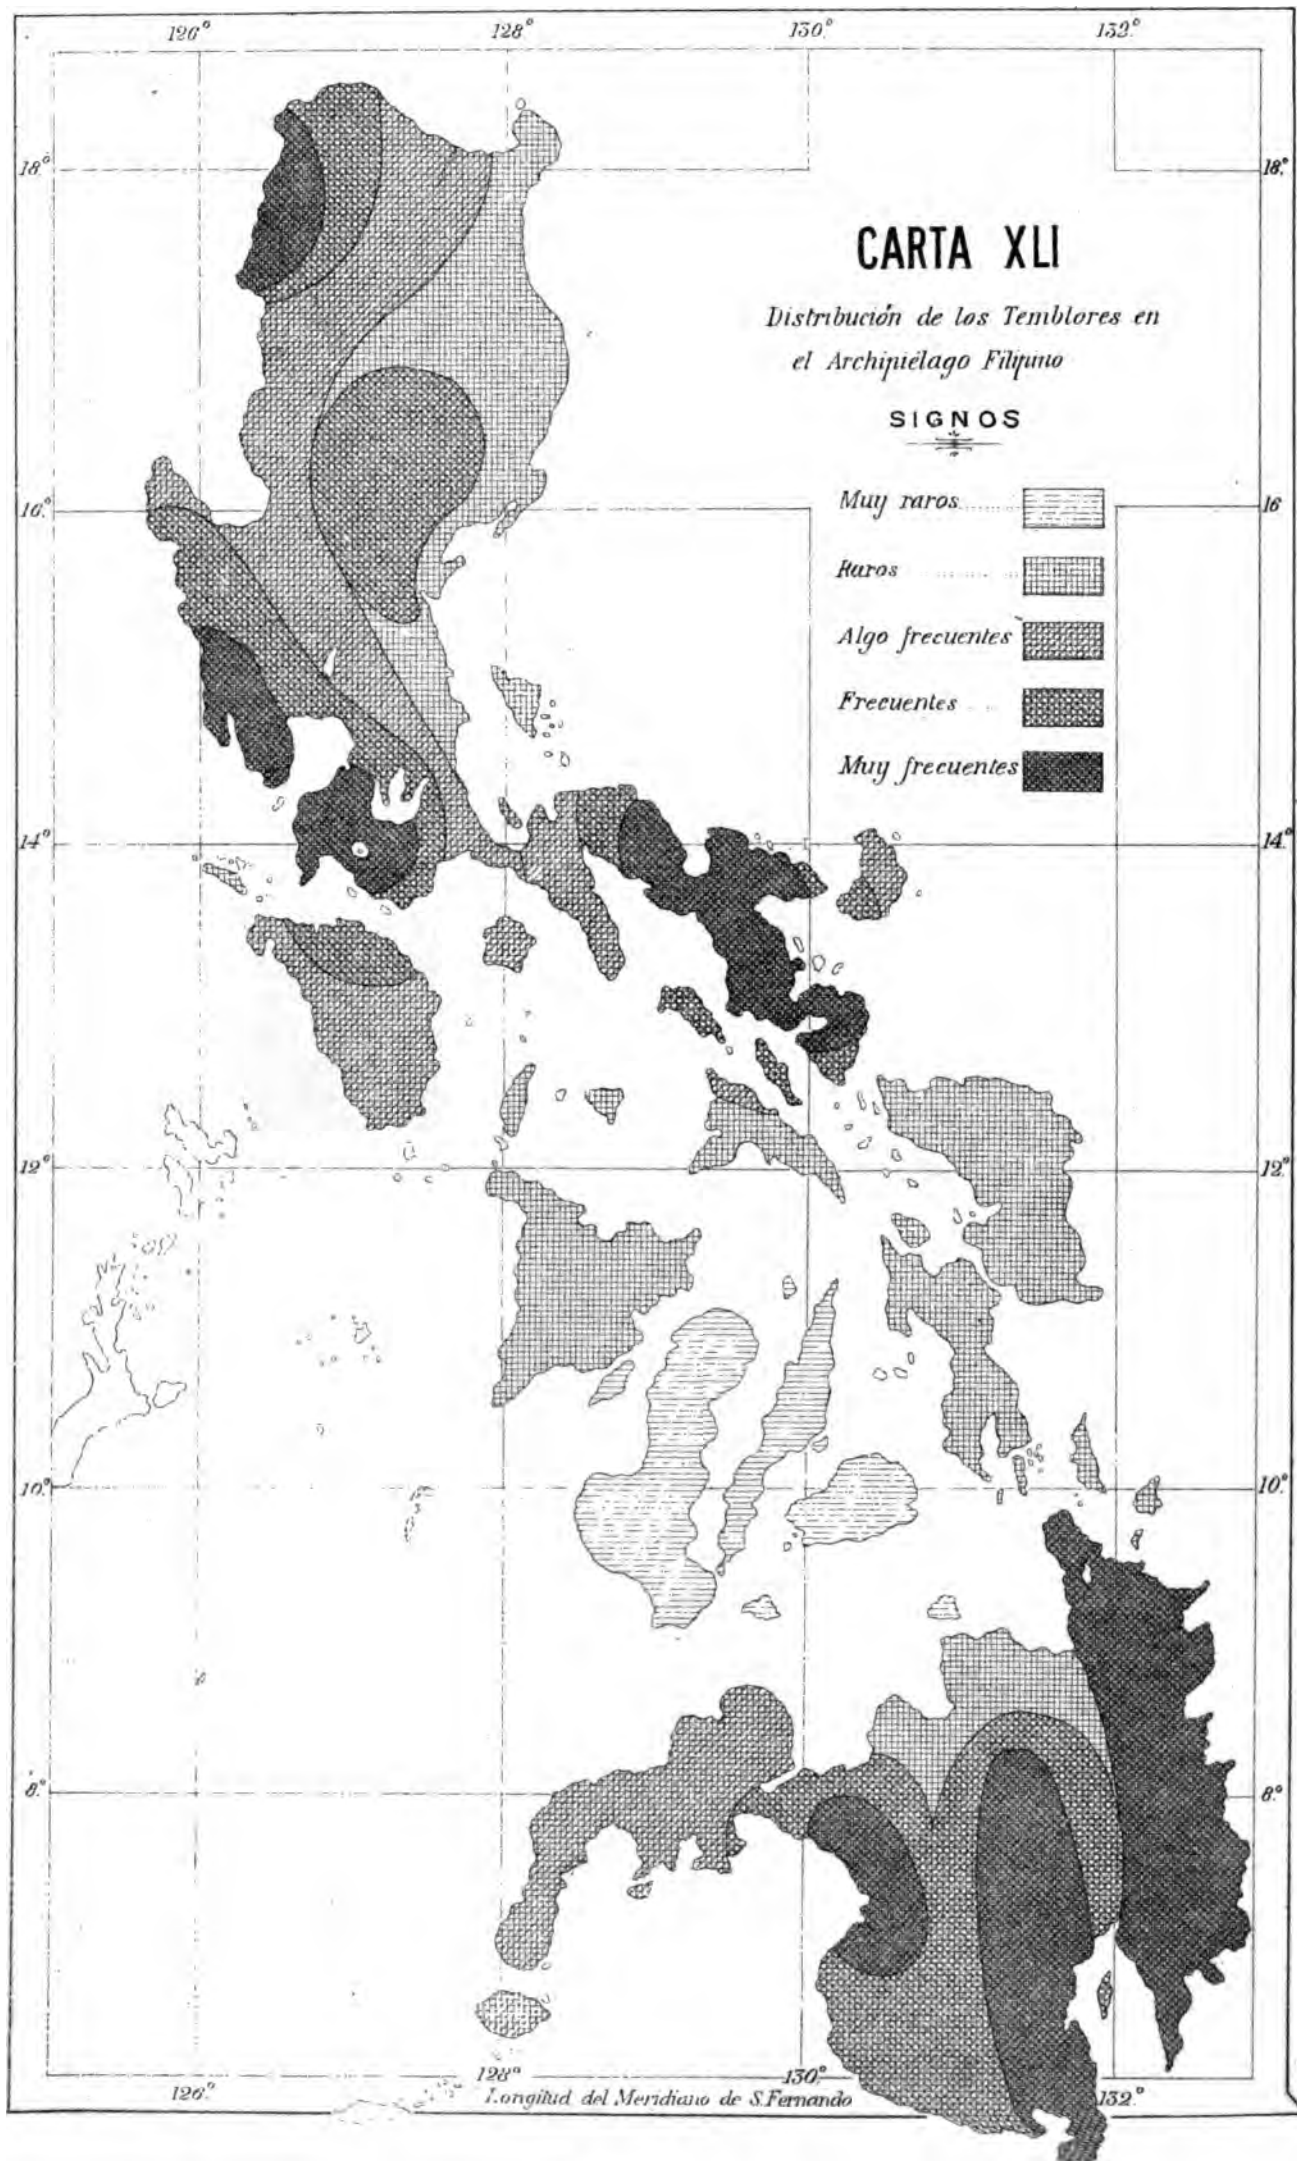 126° 128° 130° 132°
18° 18°
CARTA XLI
Distribución de los Temblores en
el Archipiélago Filipino
SIGNOS
Muy raros
16° 16
Raros
Algo frecuentes
Frecuentes
Muy frecuentes
14° 14°
12° 12°
10° 10°
8° 8°
126° 128° 130° 132°
Longitud del Meridiano de S. Fernando